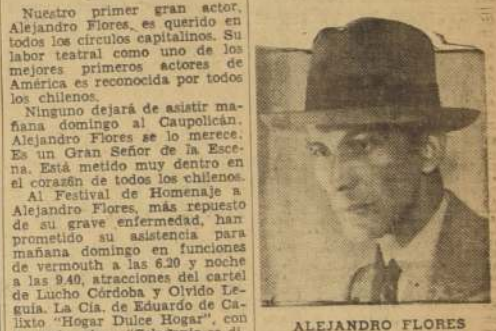 Nuestro primer gran actor,
Alejandro Flores, es querido en
todos los círculos capitalinos. Su
labor teatral como uno de los
mejores primeros actores de
América es reconocida por todos
los chilenos.
Ninguno dejará de asistir ma-
ñana domingo al Caupolicán.
Alejandro Flores se lo merece.
Es un Gran Señor de la Esce-
na. Está metido muy dentro en
el corazón de todos los chilenos.
Al Festival de Homenaje a
Alejandro Flores, más repuesto
de su grave enfermedad, han
prometido su asistencia para
mañana domingo en funciones
de vermouth a las 6.20 y noche
a las 9.40, atracciones del cartel
de Lucho Córdoba y Olvido Le-
guía. La Cía. de Eduardo de Ca-
lixto "Hogar Dulce Hogar", con
ALEJANDRO FLORES